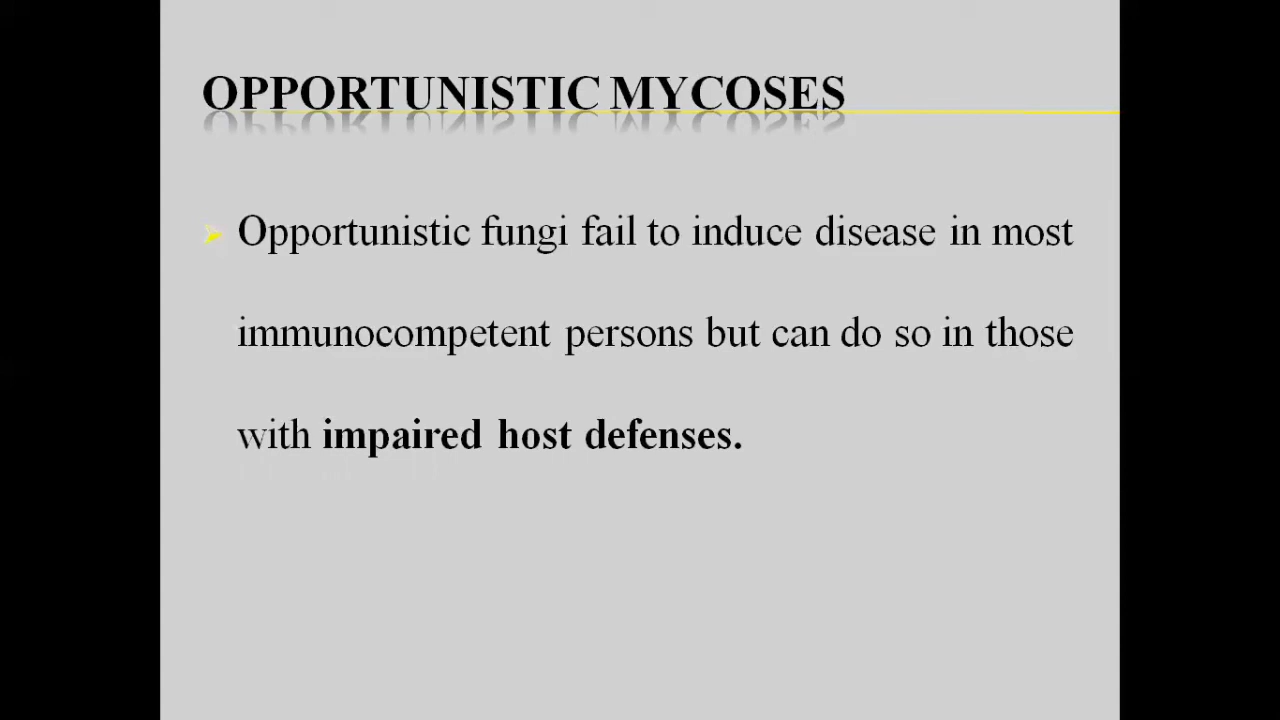 OPPORTUNISTIC MYCOSES
Opportunistic fungi fail to induce disease in most
immunocompetent persons but can do so in those
with impaired host defenses.